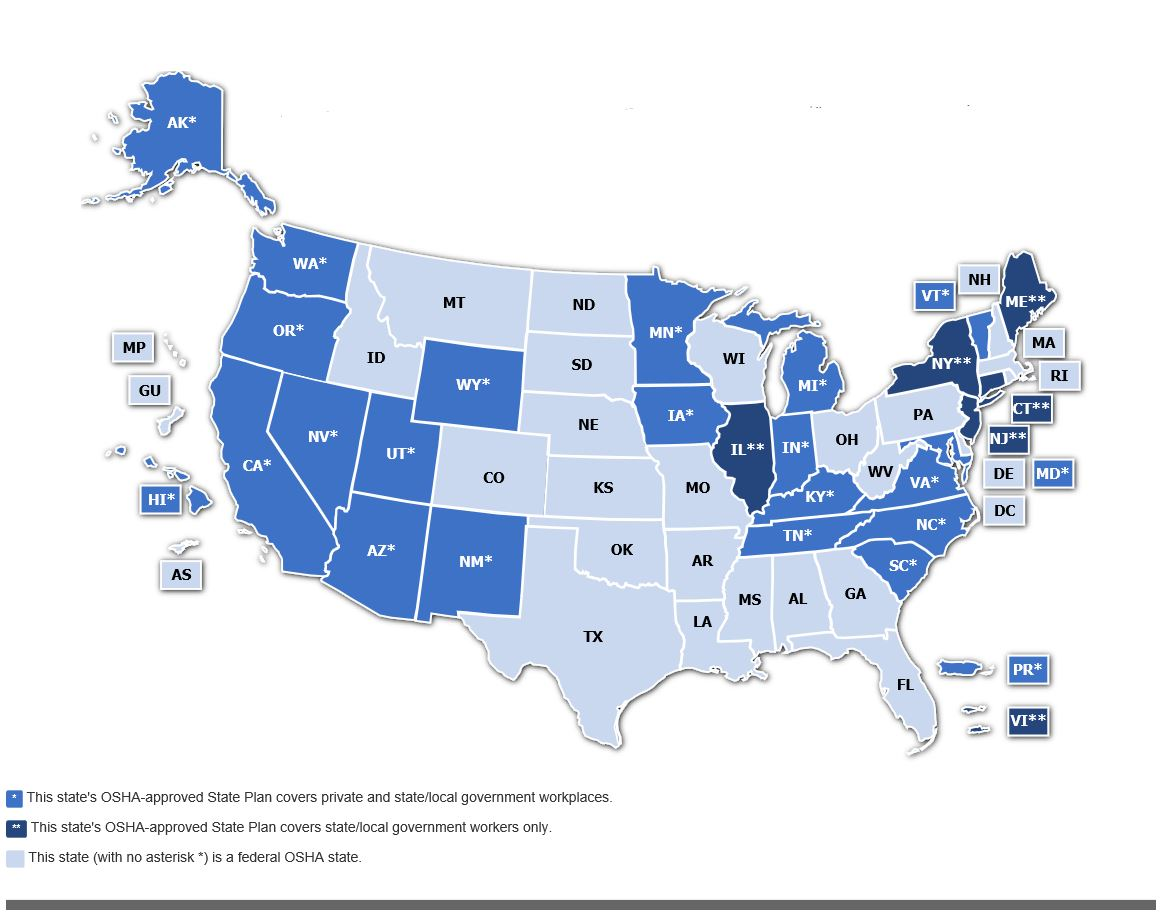 AK*
WA*
MT
ND
MN*
NH
VT*
ME**
OR*
ID
SD
WI
MI*
NY**
MA
RI
MP
GU
WY*
IA*
NE
PA
CT**
NJ**
NV*
UT*
CO
KS
MO
IL**
IN*
OH
WV
VA*
DE
MD*
DC
CA*
HI*
AS
AZ*
NM*
OK
AR
KY*
TN*
NC*
SC*
TX
LA
MS
AL
GA
FL
PR*
VI**
* This state's OSHA-approved State Plan covers private and state/local government workplaces.
** This state's OSHA-approved State Plan covers state/local government workers only.
This state (with no asterisk *) is a federal OSHA state.